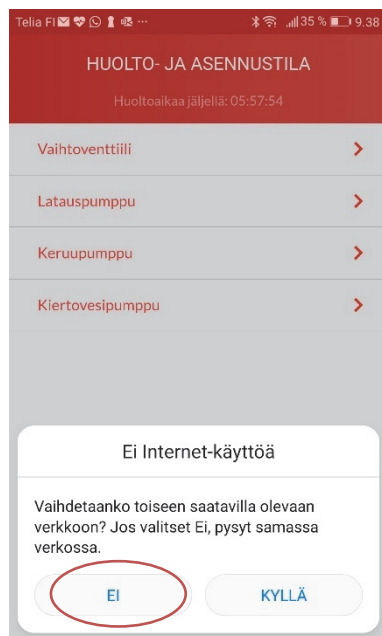 Telia FI ... 35 % 9.38
HUOLTO- JA ASENNUSTILA
Huoltoaikaa jäljellä: 05:57:54
Vaihtoventtiili
Latauspumppu
Keruupumppu
Kiertovesipumppu
Ei Internet-käyttöä
Vaihdetaanko toiseen saatavilla olevaan
verkkoon? Jos valitset Ei, pysyt samassa
verkossa.
EI KYLLÄ